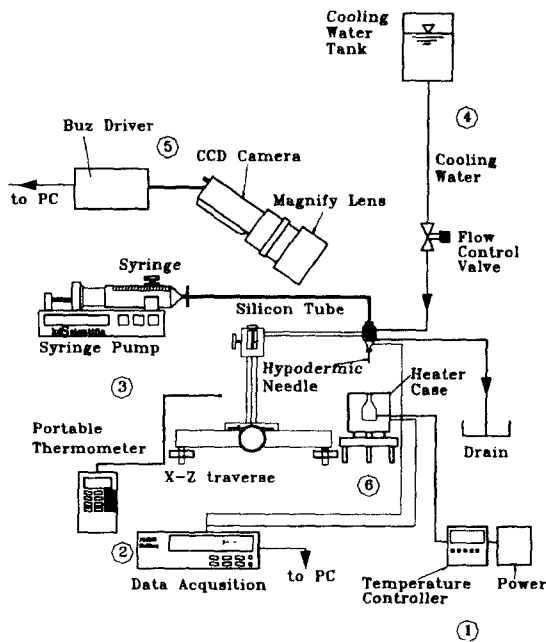 Cooling
Water
Tank
4
Buz Driver
5
CCD Camera
Cooling
Water
to PC
Magnify Lens
Flow
Control
Valve
Syringe
Silicon Tube
Syringe Pump
Hypodermic
Needle
Heater
Case
3
Portable
Thermometer
X-Z traverse
6
Drain
2
Data Acqusition
to PC
Temperature
Controller
Power
1